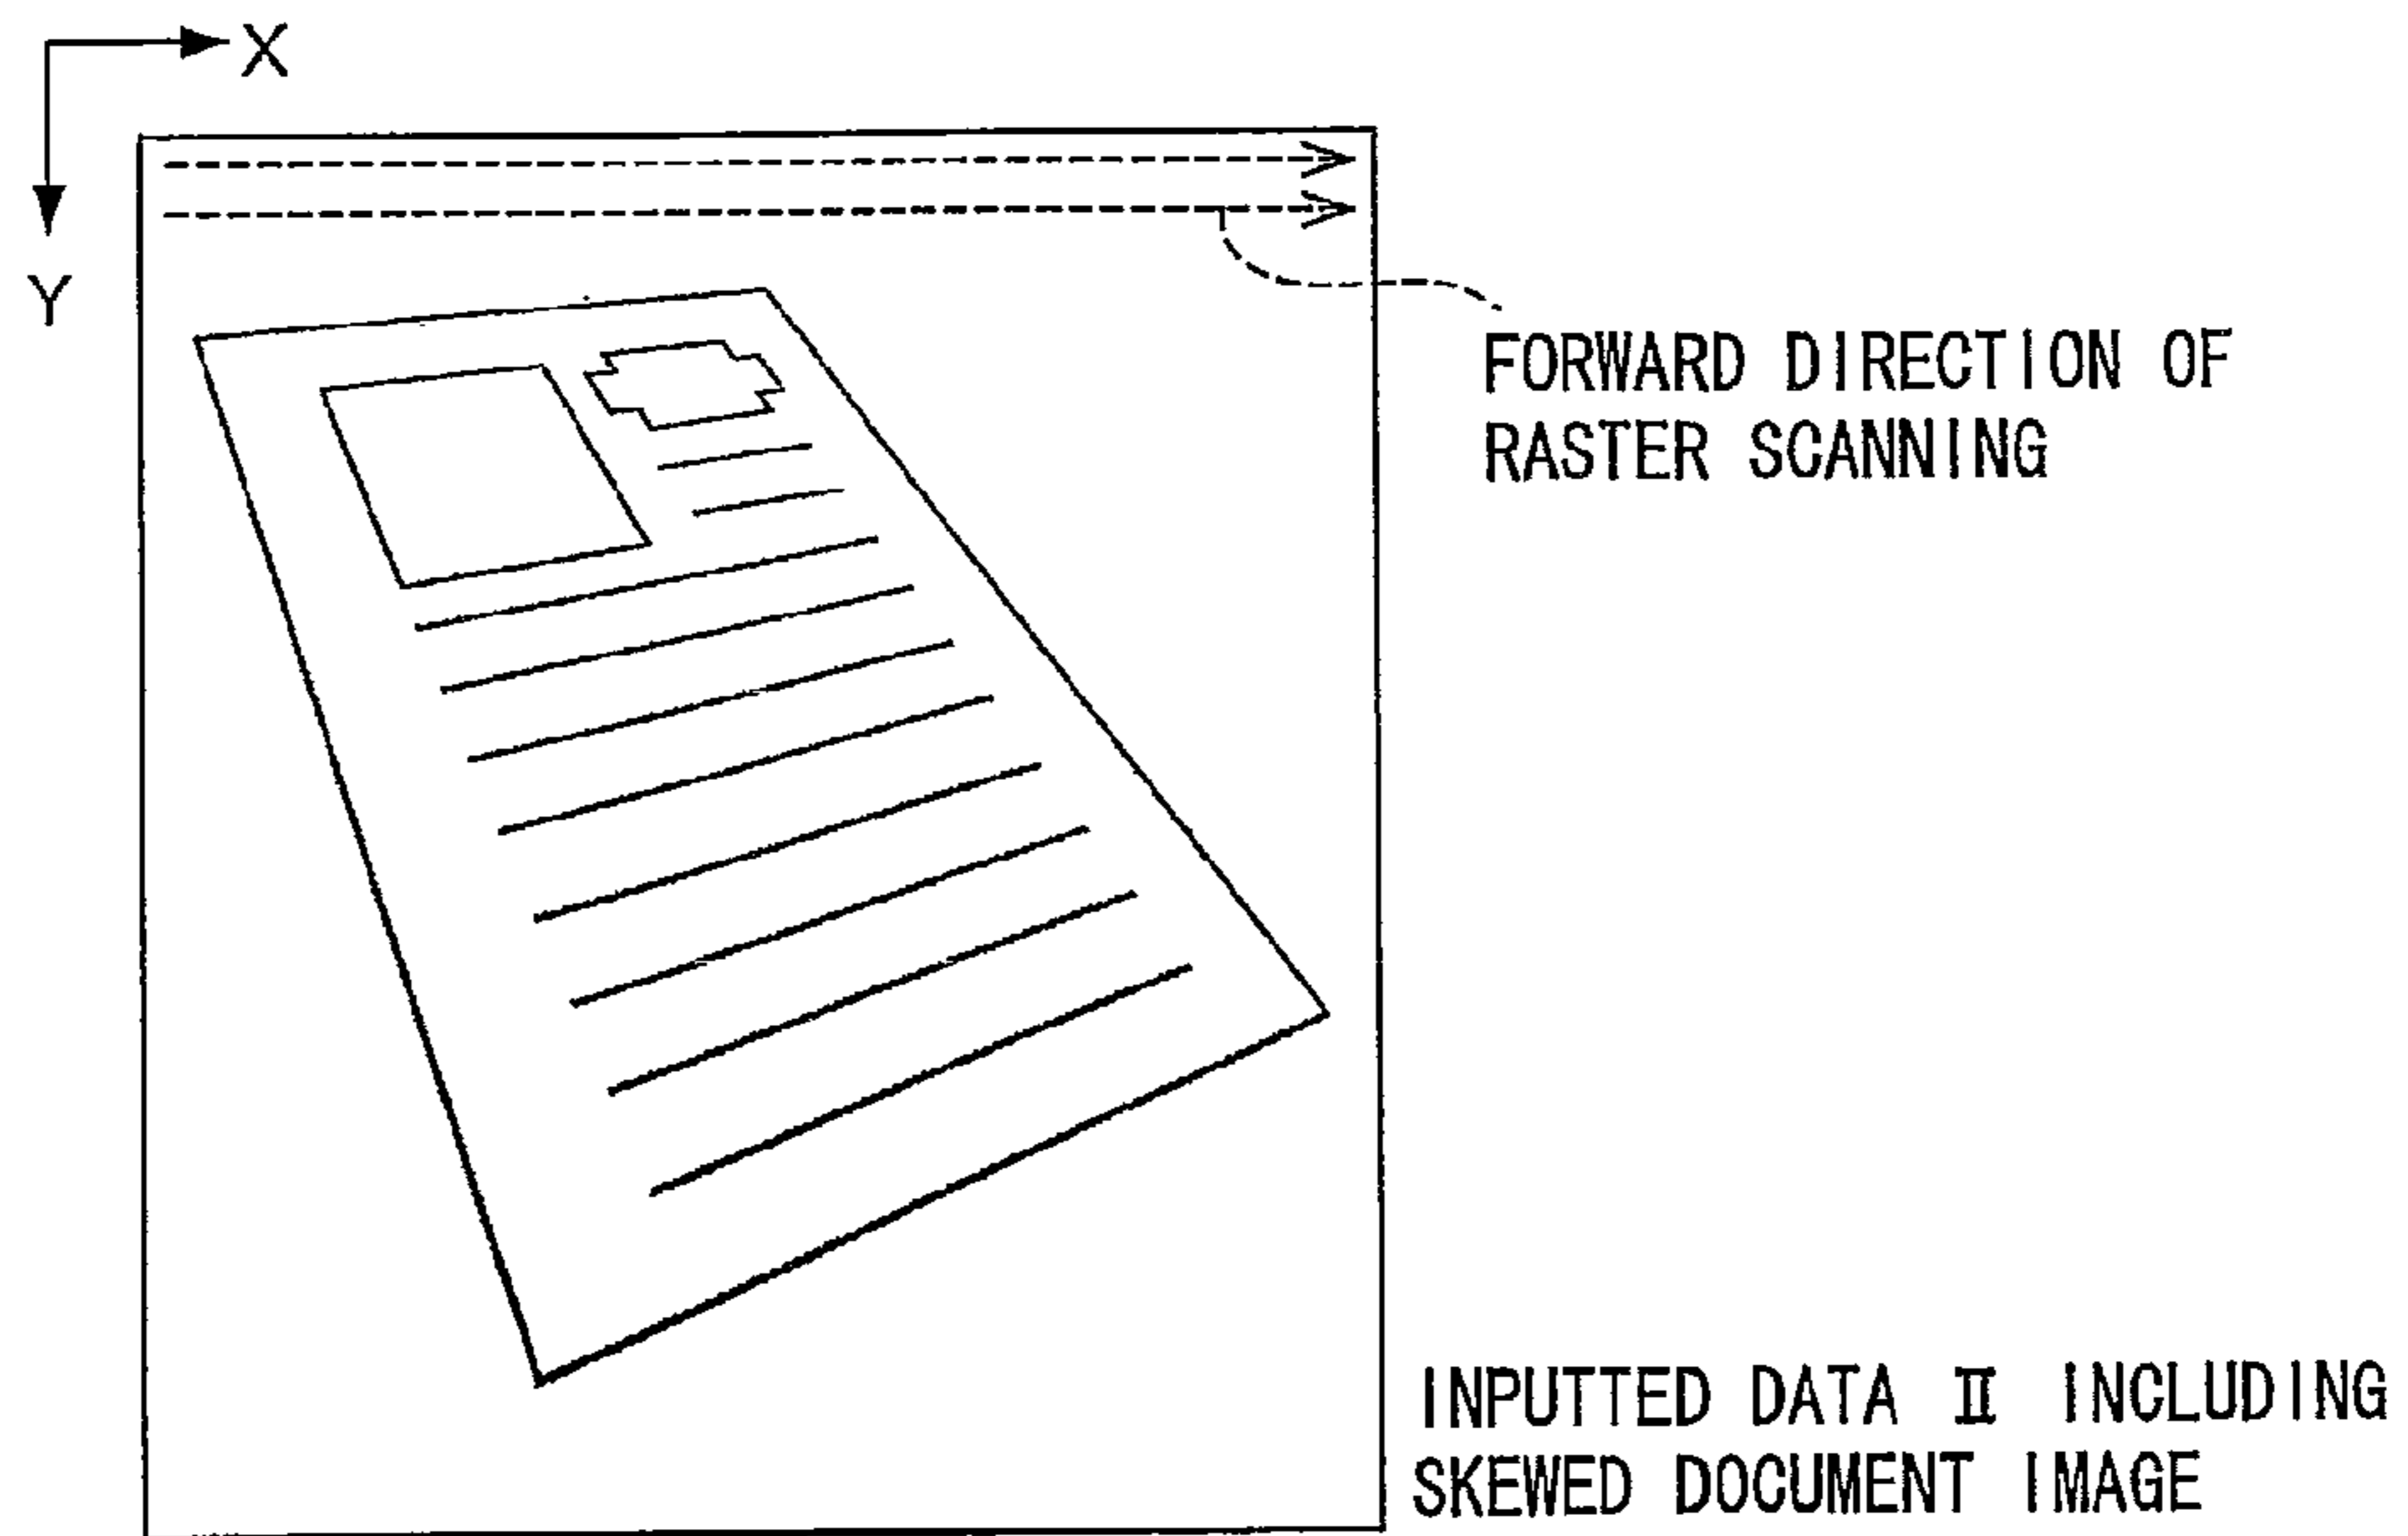 X
Y
FORWARD DIRECTION OF
RASTER SCANNING
INPUTTED DATA Ⅱ INCLUDING
SKEWED DOCUMENT IMAGE